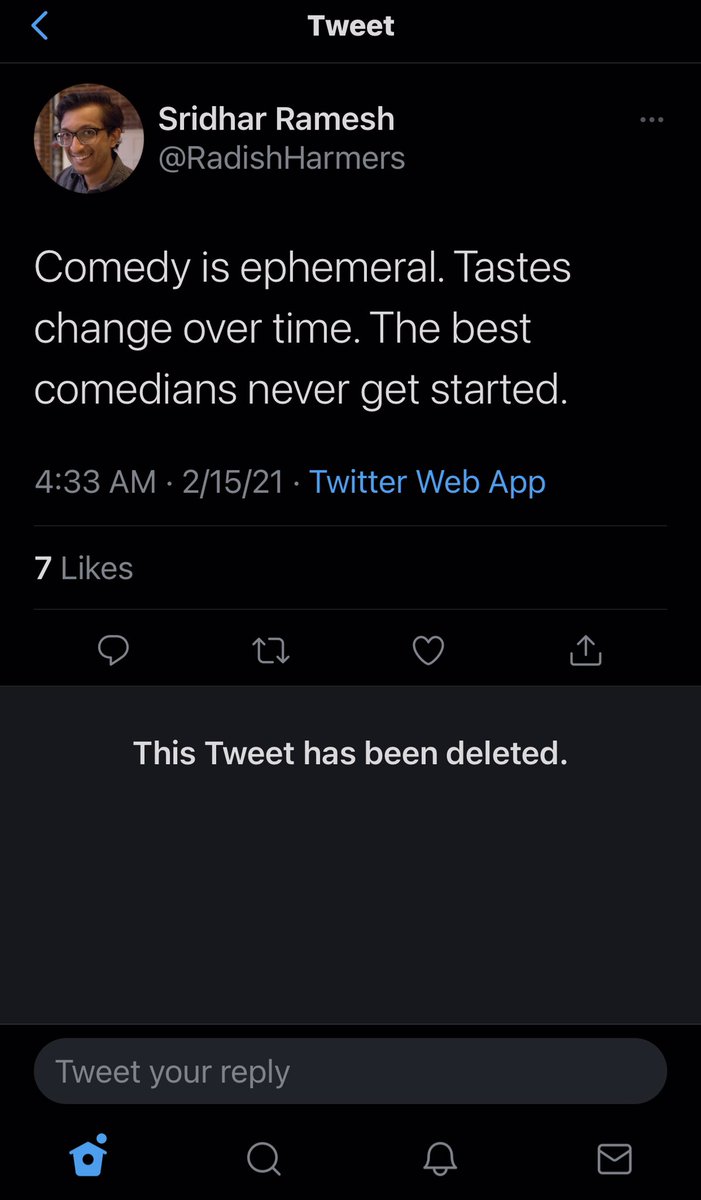 Tweet
Sridhar Ramesh
@RadishHarmers
Comedy is ephemeral. Tastes
change over time. The best
comedians never get started.
4:33 AM · 2/15/21 · Twitter Web App
7 Likes
This Tweet has been deleted.
Tweet your reply